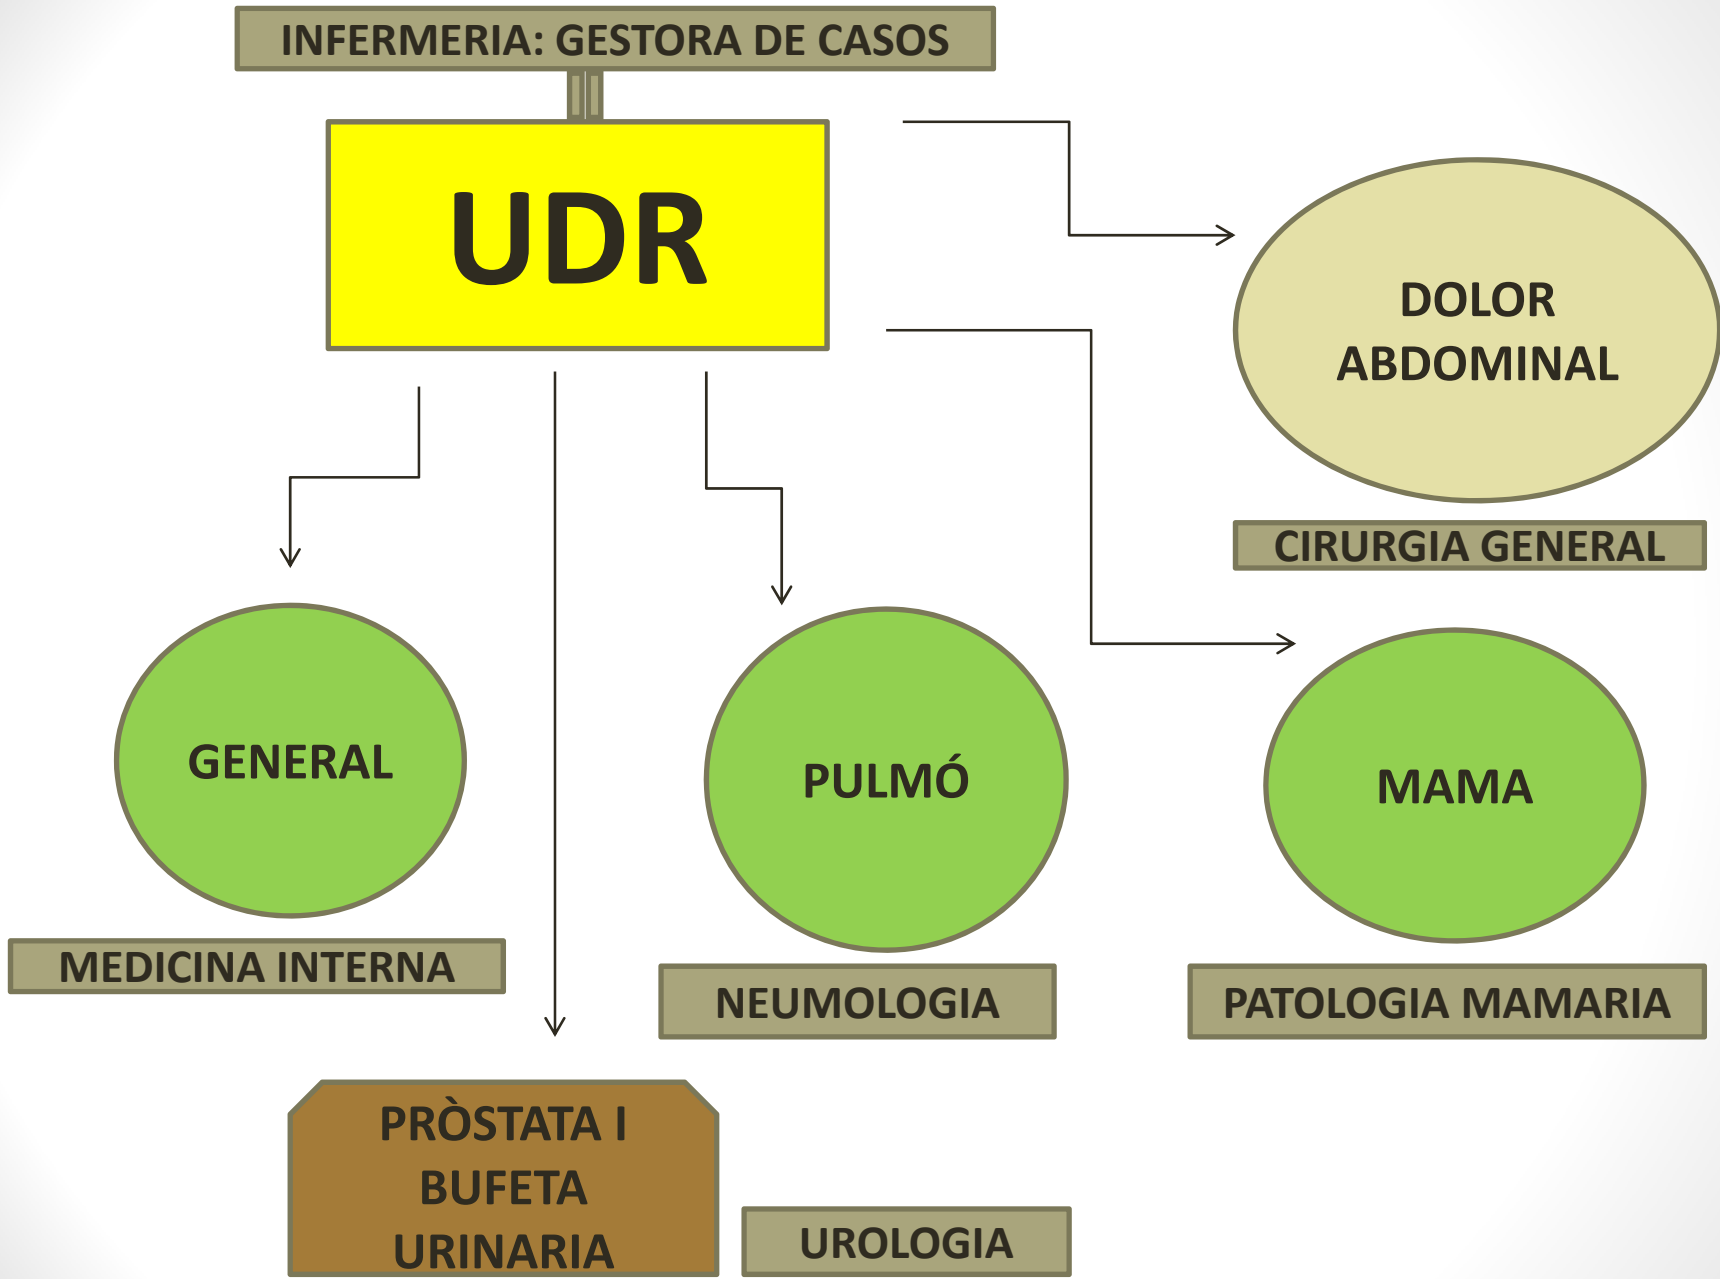 INFERMERIA: GESTORA DE CASOS
UDR
DOLOR
ABDOMINAL
CIRURGIA GENERAL
GENERAL
PULMÓ
MAMA
MEDICINA INTERNA
NEUMOLOGIA
PATOLOGIA MAMARIA
PRÒSTATA I
BUFETA
URINARIA
UROLOGIA